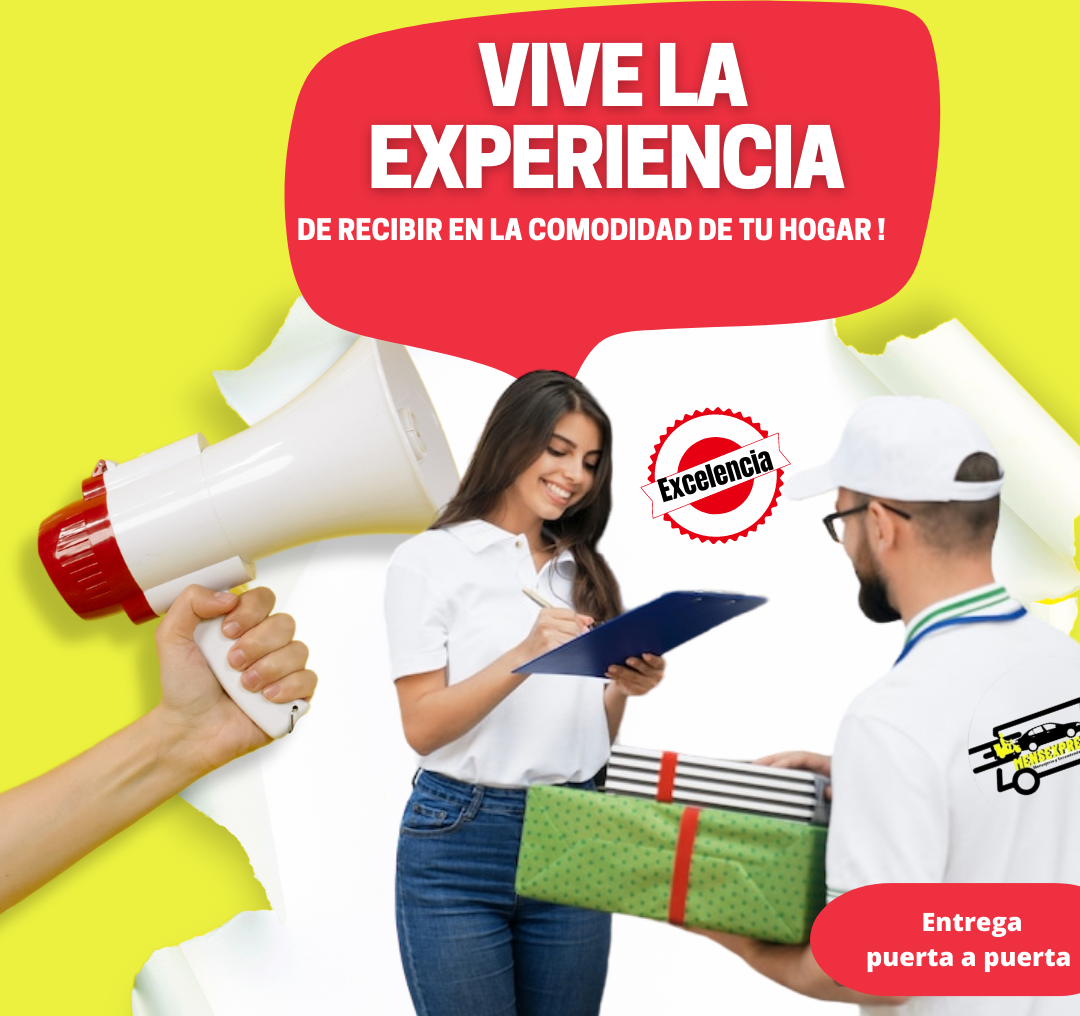 VIVE LA
EXPERIENCIA
DE RECIBIR EN LA COMODIDAD DE TU HOGAR !
Excelencia
Entrega
puerta a puerta